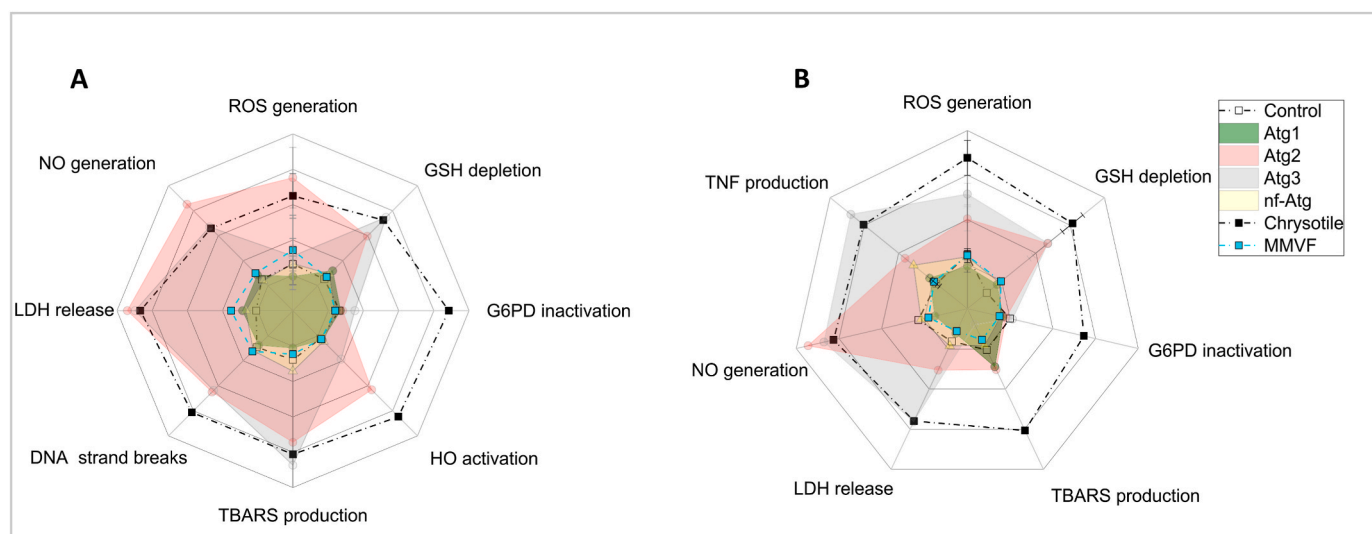 A
ROS generation
NO generation
GSH depletion
LDH release
G6PD inactivation
DNA strand breaks
HO activation
TBARS production
B
ROS generation
TNF production
GSH depletion
NO generation
G6PD inactivation
LDH release
TBARS production
Control
Atg1
Atg2
Atg3
nf-Atg
Chrysotile
MMVF